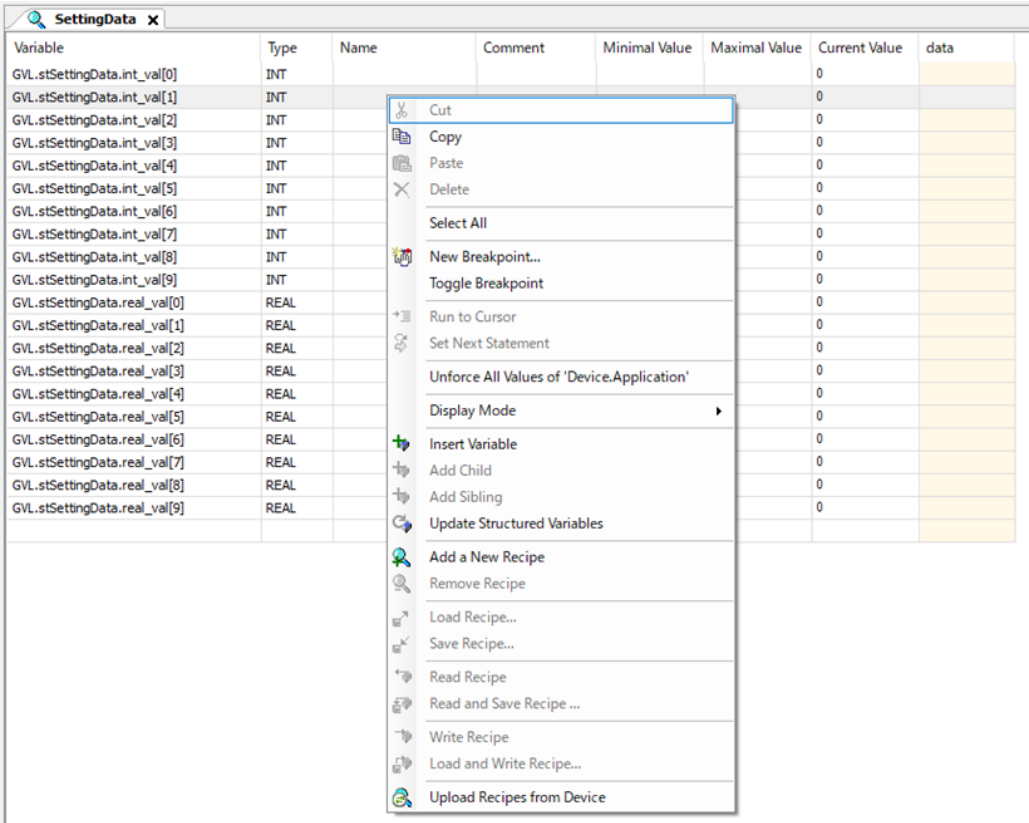 SettingData
Variable Type Name Comment Minimal Value Maximal Value Current Value data
GVL.stSettingData.int_val[0] INT 0
GVL.stSettingData.int_val[1] INT 0
GVL.stSettingData.int_val[2] INT 0
GVL.stSettingData.int_val[3] INT 0
GVL.stSettingData.int_val[4] INT 0
GVL.stSettingData.int_val[5] INT 0
GVL.stSettingData.int_val[6] INT 0
GVL.stSettingData.int_val[7] INT 0
GVL.stSettingData.int_val[8] INT 0
GVL.stSettingData.int_val[9] INT 0
GVL.stSettingData.real_val[0] REAL 0
GVL.stSettingData.real_val[1] REAL 0
GVL.stSettingData.real_val[2] REAL 0
GVL.stSettingData.real_val[3] REAL 0
GVL.stSettingData.real_val[4] REAL 0
GVL.stSettingData.real_val[5] REAL 0
GVL.stSettingData.real_val[6] REAL 0
GVL.stSettingData.real_val[7] REAL 0
GVL.stSettingData.real_val[8] REAL 0
GVL.stSettingData.real_val[9] REAL 0
Cut
Copy
Paste
Delete
Select All
New Breakpoint...
Toggle Breakpoint
Run to Cursor
Set Next Statement
Unforce All Values of 'Device.Application'
Display Mode
Insert Variable
Add Child
Add Sibling
Update Structured Variables
Add a New Recipe
Remove Recipe
Load Recipe...
Save Recipe...
Read Recipe
Read and Save Recipe ...
Write Recipe
Load and Write Recipe...
Upload Recipes from Device